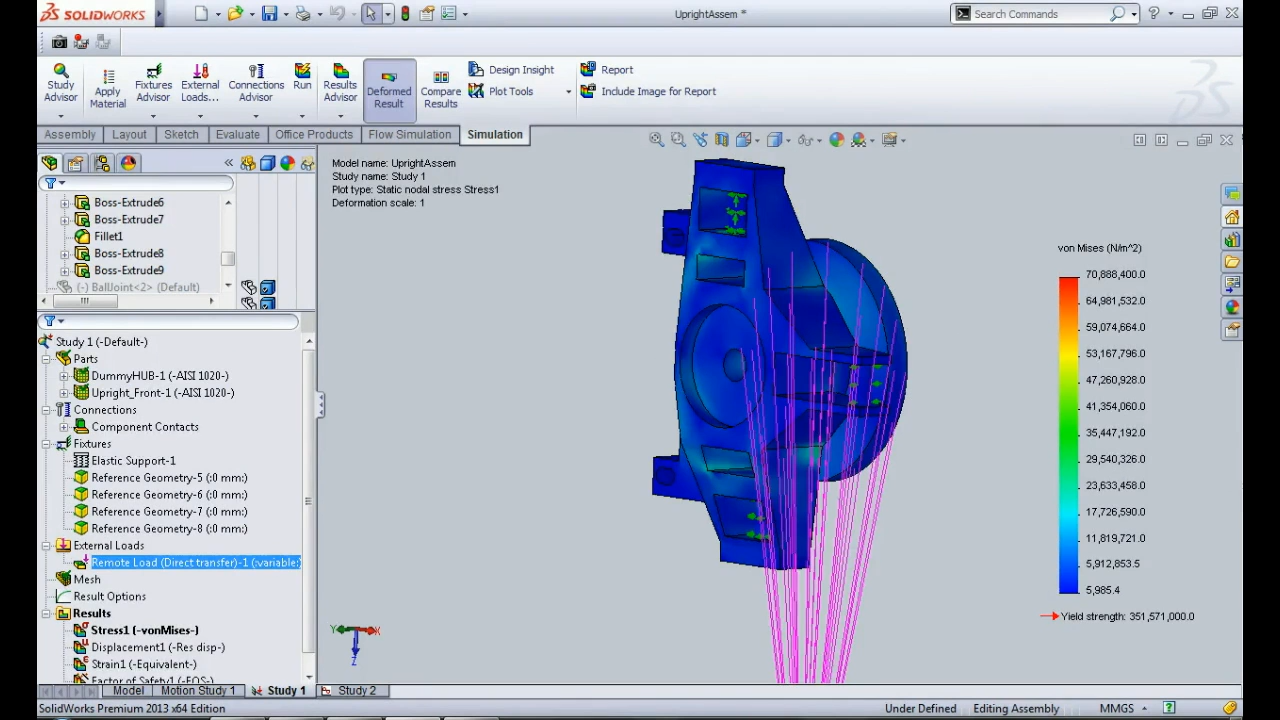 SOLIDWORKS
UprightAssem *
Search Commands
Study Advisor
Apply Material
Fixtures Advisor
External Loads...
Connections Advisor
Run
Results Advisor
Deformed Result
Compare Results
Design Insight
Plot Tools
Report
Include Image for Report
Assembly
Layout
Sketch
Evaluate
Office Products
Flow Simulation
Simulation
Boss-Extrude6
Boss-Extrude7
Fillet1
Boss-Extrude8
Boss-Extrude9
(-) BallJoint<2> (Default)
Study 1 (-Default-)
Parts
DummyHUB-1 (-AISI 1020-)
Upright_Front-1 (-AISI 1020-)
Connections
Component Contacts
Fixtures
Elastic Support-1
Reference Geometry-5 (:0 mm:)
Reference Geometry-6 (:0 mm:)
Reference Geometry-7 (:0 mm:)
Reference Geometry-8 (:0 mm:)
External Loads
Remote Load (Direct transfer)-1 (:variable:)
Mesh
Result Options
Results
Stress1 (-vonMises-)
Displacement1 (-Res disp-)
Strain1 (-Equivalent-)
Factor of Safety1 (-FOS-)
Model name: UprightAssem
Study name: Study 1
Plot type: Static nodal stress Stress1
Deformation scale: 1
von Mises (N/m^2)
70,888,400.0
64,981,532.0
59,074,664.0
53,167,796.0
47,260,928.0
41,354,060.0
35,447,192.0
29,540,326.0
23,633,458.0
17,726,590.0
11,819,721.0
5,912,853.5
5,985.4
Yield strength: 351,571,000.0
Y
X
Z
Model
Motion Study 1
Study 1
Study 2
SolidWorks Premium 2013 x64 Edition
Under Defined
Editing Assembly
MMGS